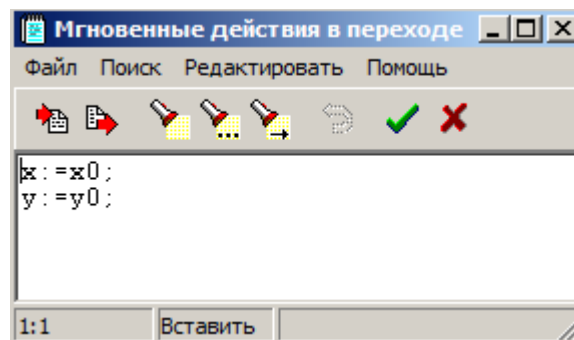 Мгновенные действия в переходе
Файл Поиск Редактировать Помощь
x:=x0;
y:=y0;
1:1 Вставить